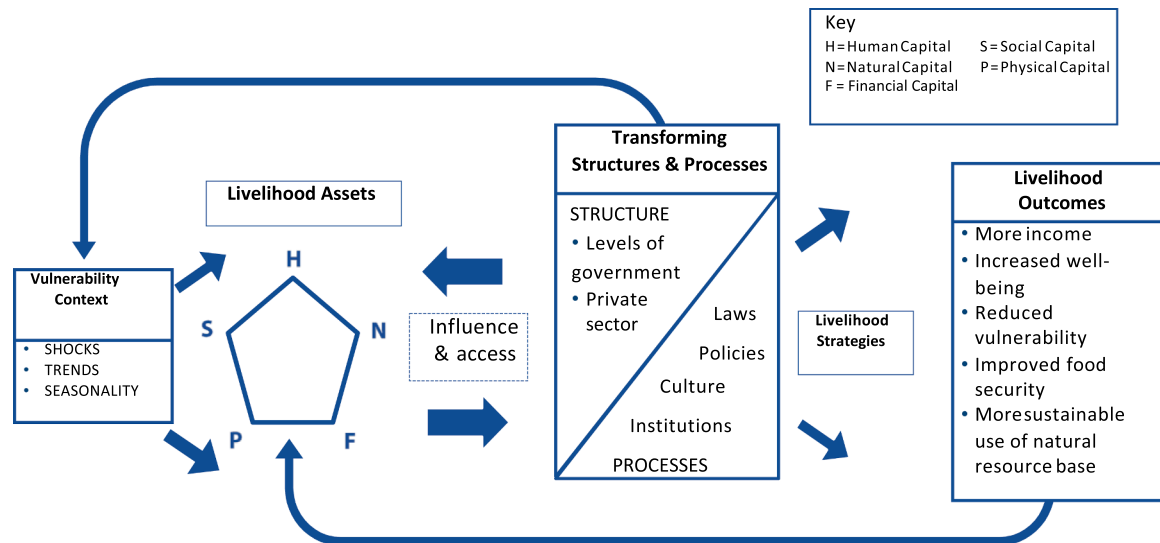 Key
H=Human Capital S=Social Capital
N=Natural Capital P=Physical Capital
F = Financial Capital
Transforming
Structures & Processes
STRUCTURE
• Levels of
government
• Private
sector
Laws
Policies
Culture
Institutions
PROCESSES
Livelihood Assets
H
S
N
P
F
Influence
& access
Vulnerability
Context
• SHOCKS
• TRENDS
• SEASONALITY
Livelihood
Strategies
Livelihood
Outcomes
• More income
• Increased well-
being
• Reduced
vulnerability
• Improved food
security
• More sustainable
use of natural
resource base